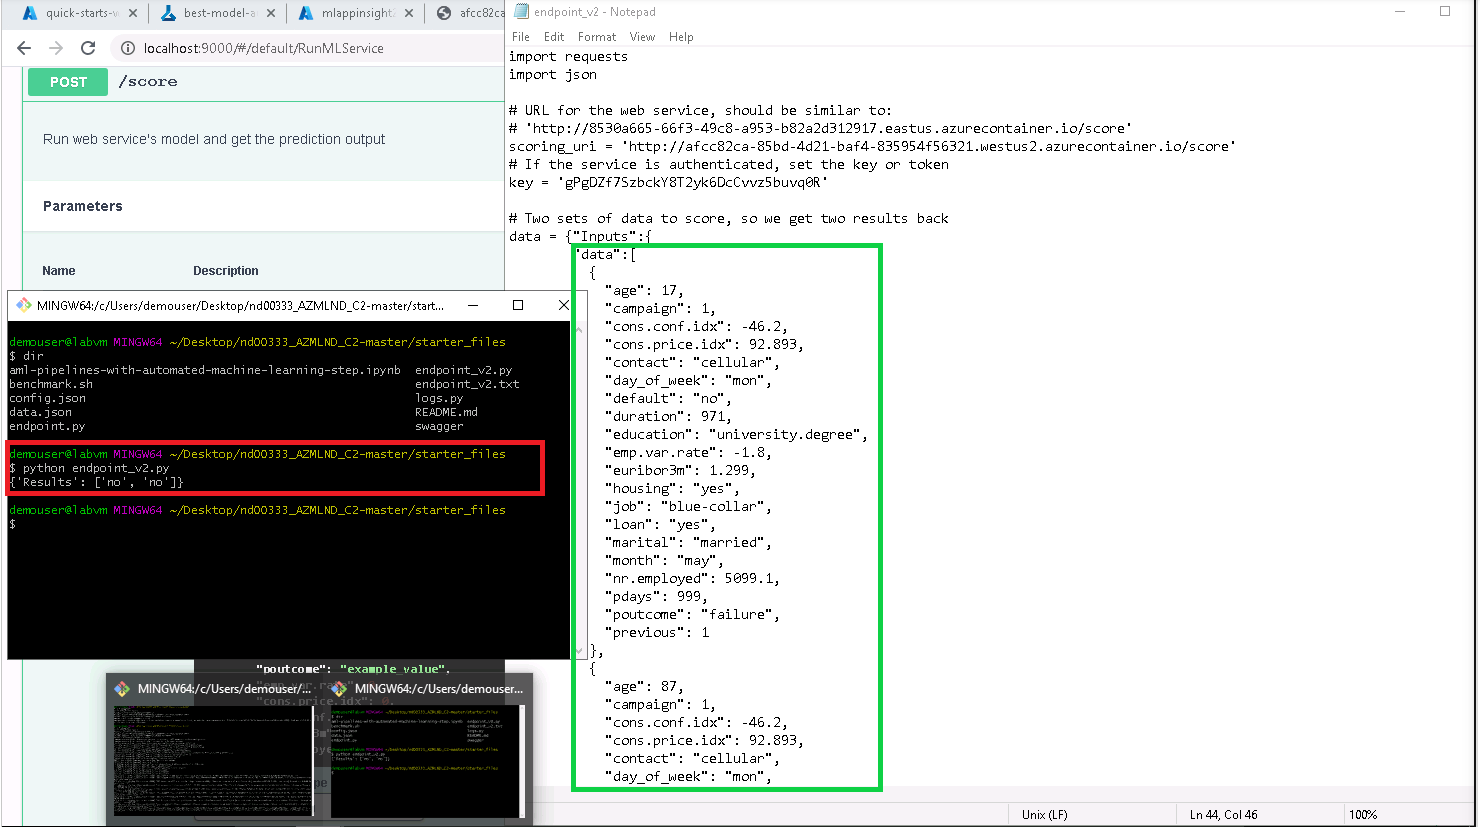 quick-starts-w
best-model-a
mlappinsight
afcc82ca
localhost:9000/#/default/RunMLService
POST /score
Run web service's model and get the prediction output
Parameters
Name Description
MINGW64:/c/Users/demouser/Desktop/nd00333_AZMLND_C2-master/start...
demouser@labvm MINGW64 ~/Desktop/nd00333_AZMLND_C2-master/starter_files
$ dir
aml-pipelines-with-automated-machine-learning-step.ipynb endpoint_v2.py
benchmark.sh endpoint_v2.txt
config.json logs.py
data.json README.md
endpoint.py swagger
demouser@labvm MINGW64 ~/Desktop/nd00333_AZMLND_C2-master/starter_files
$ python endpoint_v2.py
{'Results': ['no', 'no']}
demouser@labvm MINGW64 ~/Desktop/nd00333_AZMLND_C2-master/starter_files
$
"poutcome": "example_value",
"cons.price.idx": 0,
MINGW64:/c/Users/demouser/...
MINGW64:/c/Users/demouser...
endpoint_v2 - Notepad
File Edit Format View Help
import requests
import json
# URL for the web service, should be similar to:
# 'http://8530a665-66f3-49c8-a953-b82a2d312917.eastus.azurecontainer.io/score'
scoring_uri = 'http://afcc82ca-85bd-4d21-baf4-835954f56321.westus2.azurecontainer.io/score'
# If the service is authenticated, set the key or token
key = 'gPgDZf7SzbckY8T2yk6DcCvvz5buvq0R'
# Two sets of data to score, so we get two results back
data = {"Inputs":{
"data":[
{
"age": 17,
"campaign": 1,
"cons.conf.idx": -46.2,
"cons.price.idx": 92.893,
"contact": "cellular",
"day_of_week": "mon",
"default": "no",
"duration": 971,
"education": "university.degree",
"emp.var.rate": -1.8,
"euribor3m": 1.299,
"housing": "yes",
"job": "blue-collar",
"loan": "yes",
"marital": "married",
"month": "may",
"nr.employed": 5099.1,
"pdays": 999,
"poutcome": "failure",
"previous": 1
},
{
"age": 87,
"campaign": 1,
"cons.conf.idx": -46.2,
"cons.price.idx": 92.893,
"contact": "cellular",
"day_of_week": "mon",
Unix (LF) Ln 44, Col 46 100%